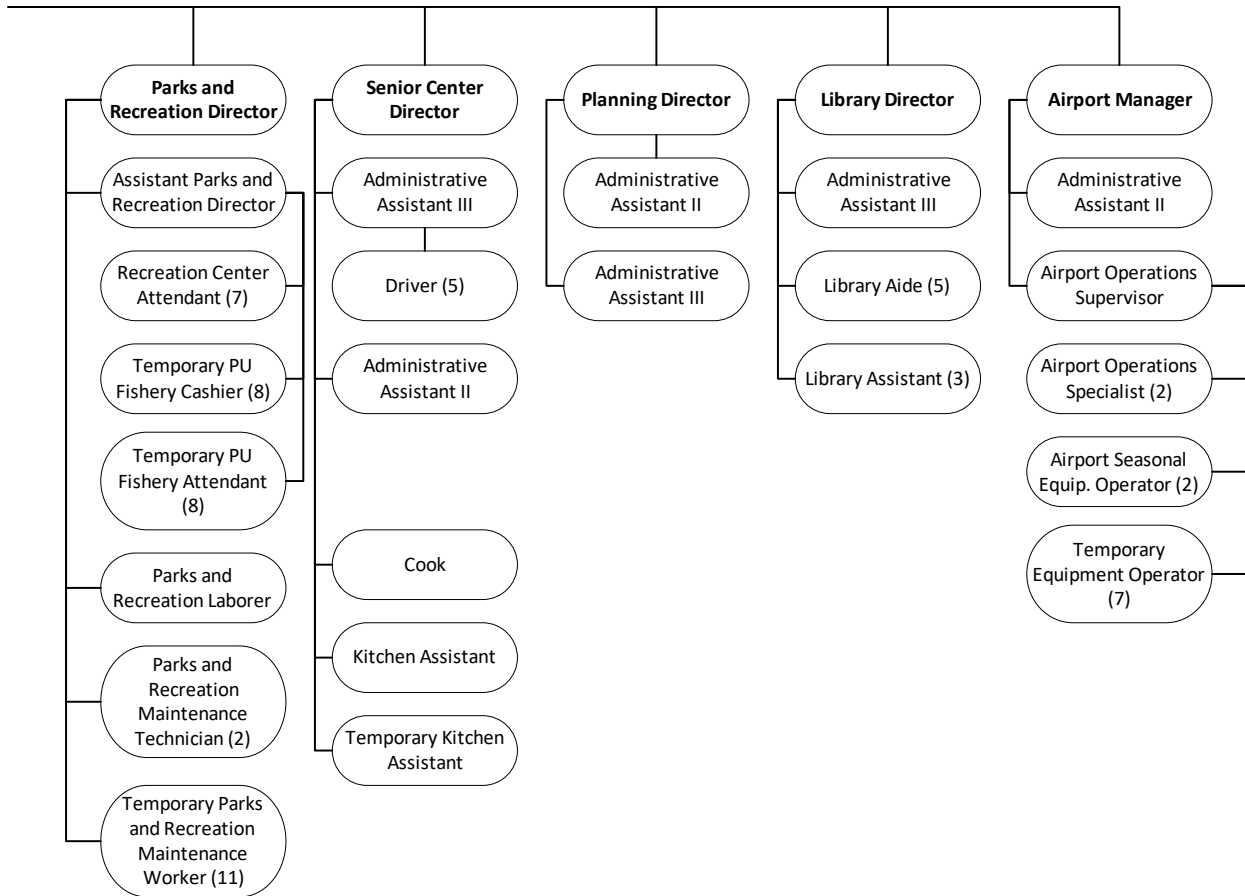 Parks and
Recreation Director
Senior Center
Director
Planning Director
Library Director
Airport Manager
Assistant Parks and
Recreation Director
Administrative
Assistant III
Administrative
Assistant II
Administrative
Assistant III
Administrative
Assistant II
Recreation Center
Attendant (7)
Driver (5)
Administrative
Assistant III
Library Aide (5)
Airport Operations
Supervisor
Temporary PU
Fishery Cashier (8)
Administrative
Assistant II
Library Assistant (3)
Airport Operations
Specialist (2)
Temporary PU
Fishery Attendant
(8)
Airport Seasonal
Equip. Operator (2)
Parks and
Recreation Laborer
Cook
Temporary
Equipment Operator
(7)
Parks and
Recreation
Maintenance
Technician (2)
Kitchen Assistant
Temporary Kitchen
Assistant
Temporary Parks
and Recreation
Maintenance
Worker (11)